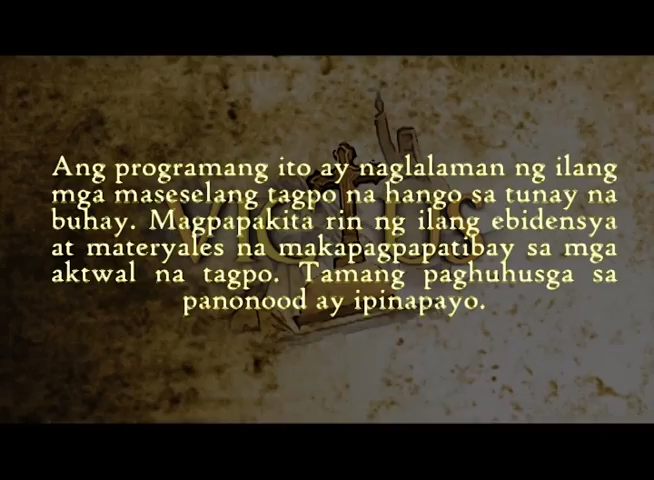 Ang programang ito ay naglalaman ng ilang
mga maseselang tagpo na hango sa tunay na
buhay. Magpapakita rin ng ilang ebidensya
at materyales na makapagpapatibay sa mga
aktwal na tagpo. Tamang paghuhusga sa
panonood ay ipinapayo.